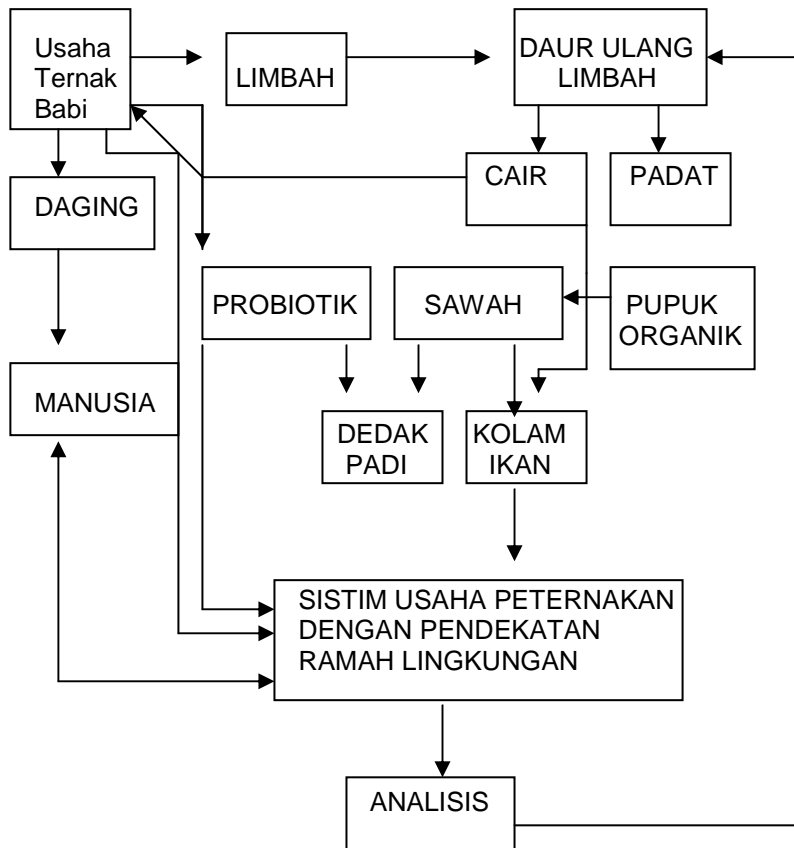 Usaha
Ternak
Babi
LIMBAH
DAUR ULANG
LIMBAH
CAIR
PADAT
DAGING
PROBIOTIK
SAWAH
PUPUK
ORGANIK
MANUSIA
DEDAK
PADI
KOLAM
IKAN
SISTIM USAHA PETERNAKAN
DENGAN PENDEKATAN
RAMAH LINGKUNGAN
ANALISIS